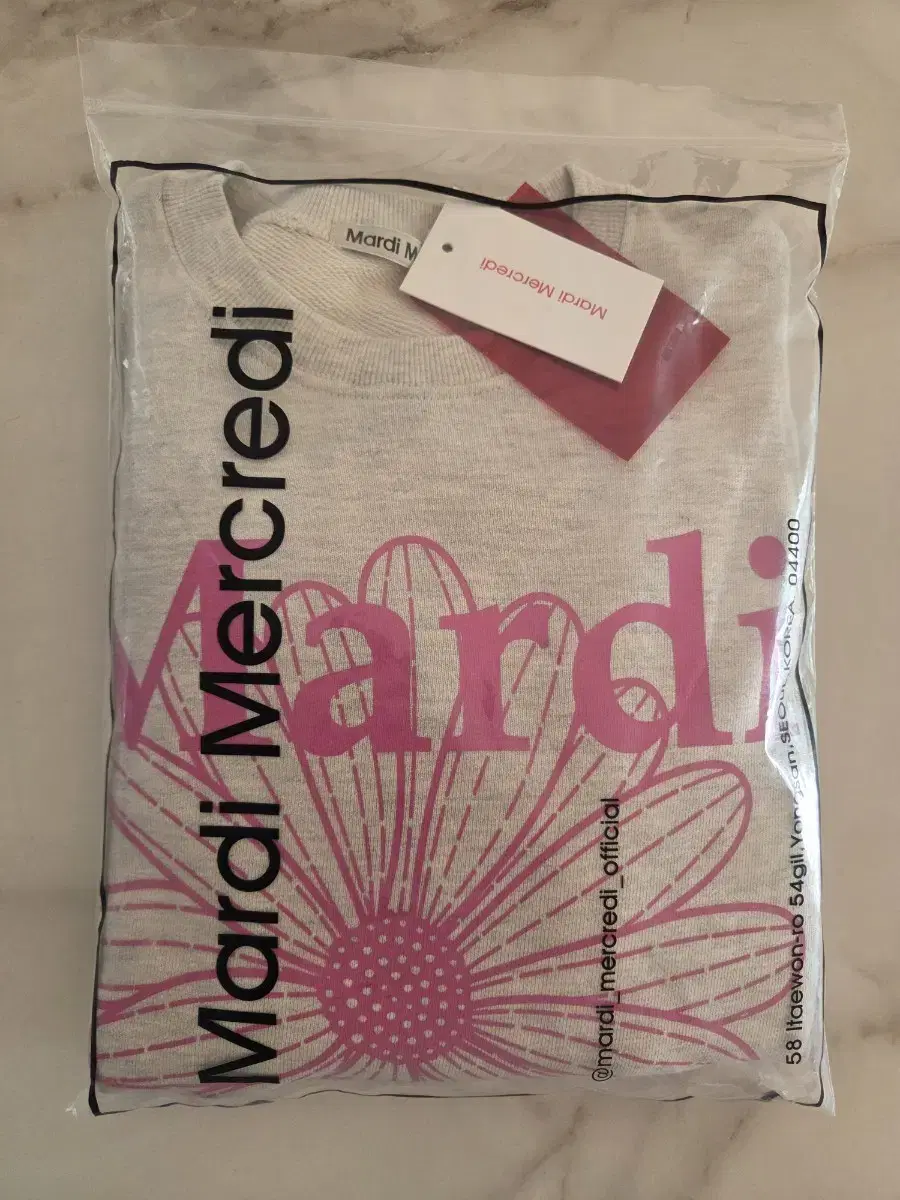 Mardi M
Mardi Mercredi
Mardi
Mardi Mercredi
@mardi_mercredi_official
58 Itaewon-ro 54gil,Yongsan,SEOUL,KOREA, 04400